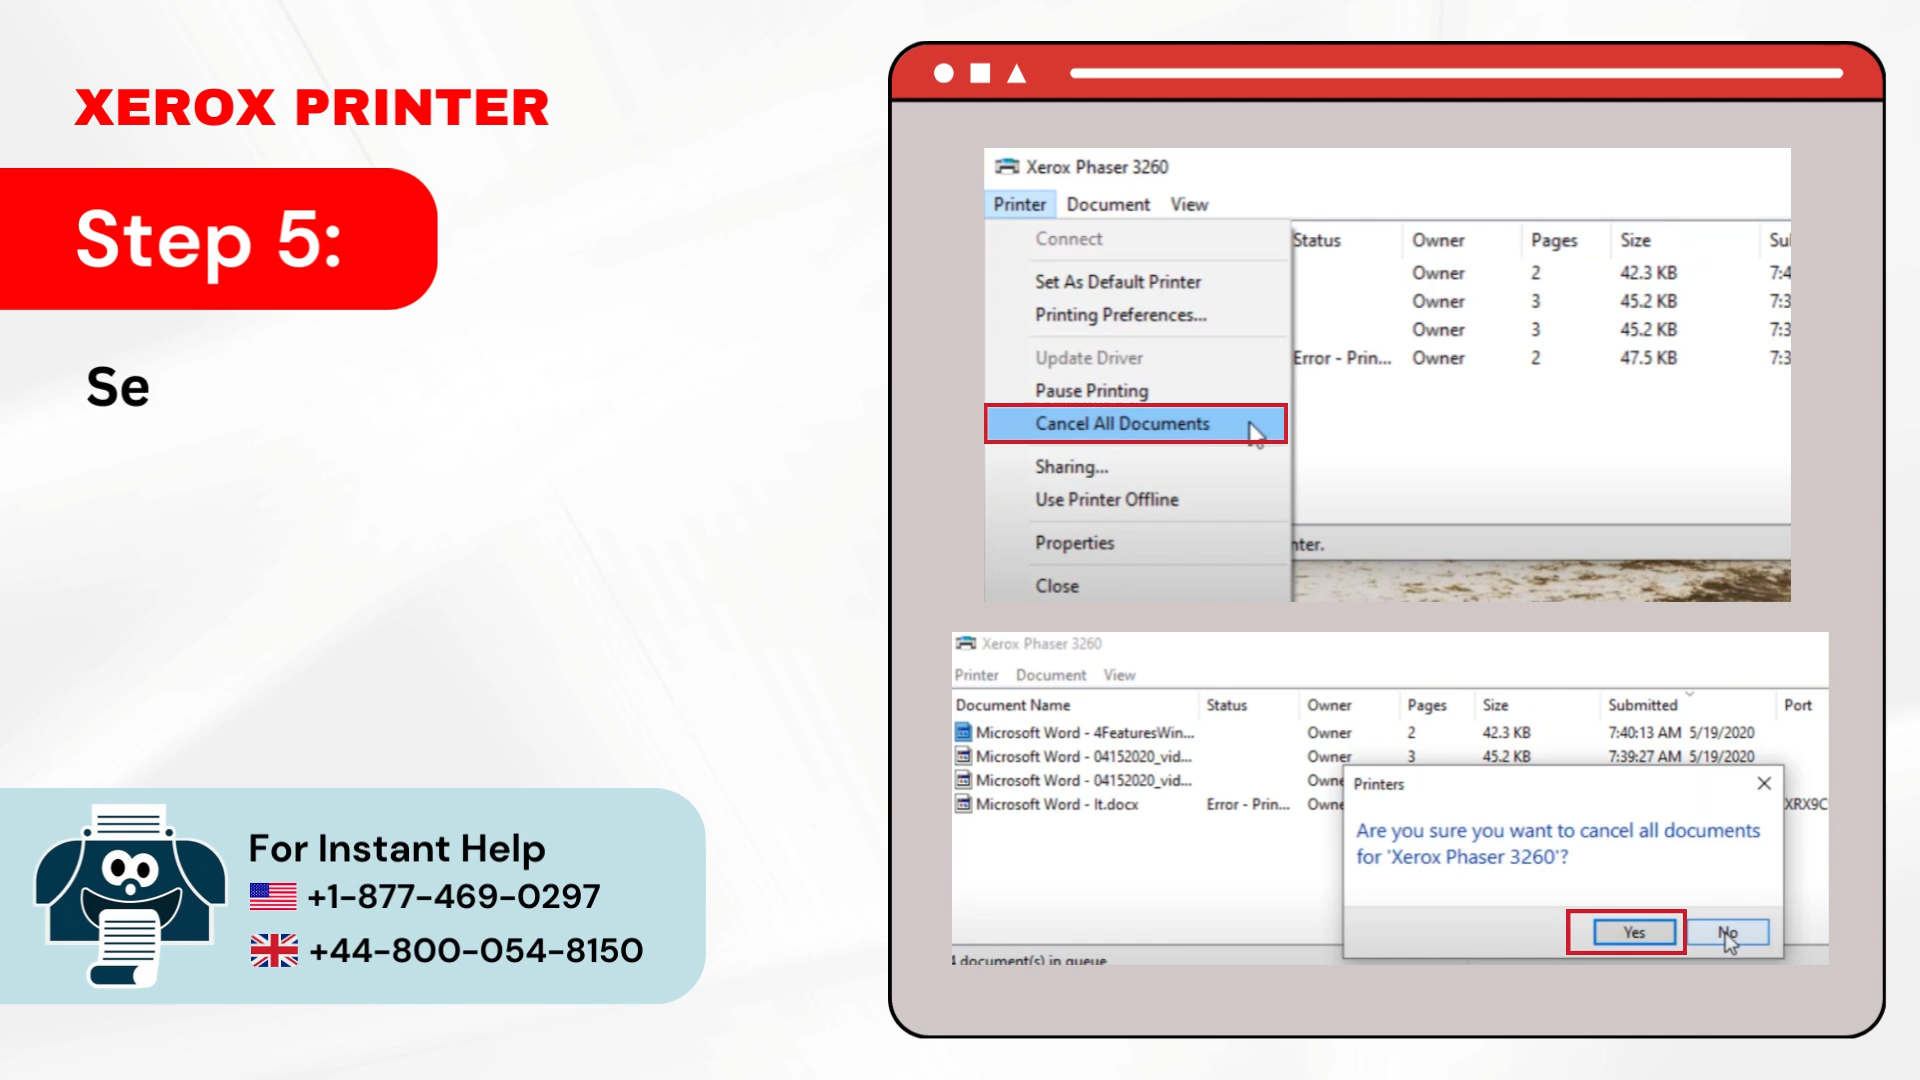 XEROX PRINTER
Step 5:
Se
For Instant Help
+1-877-469-0297
+44-800-054-8150
Xerox Phaser 3260
Printer Document View
Connect
Set As Default Printer
Printing Preferences...
Update Driver
Pause Printing
Cancel All Documents
Sharing...
Use Printer Offline
Properties
Close
Status Owner Pages Size
Owner 2 42.3 KB
Owner 3 45.2 KB
Owner 3 45.2 KB
Error - Prin... Owner 2 47.5 KB
Xerox Phaser 3260
Printer Document View
Document Name Status Owner Pages Size Submitted Port
Microsoft Word - 4FeaturesWin... Owner 2 42.3 KB 7:40:13 AM 5/19/2020
Microsoft Word - 04152020_vid... Owner 3 45.2 KB 7:39:27 AM 5/19/2020
Microsoft Word - 04152020_vid...
Microsoft Word - It.docx Error - Prin... XRX9C
Printers
Are you sure you want to cancel all documents
for 'Xerox Phaser 3260'?
Yes No
4 document(s) in queue